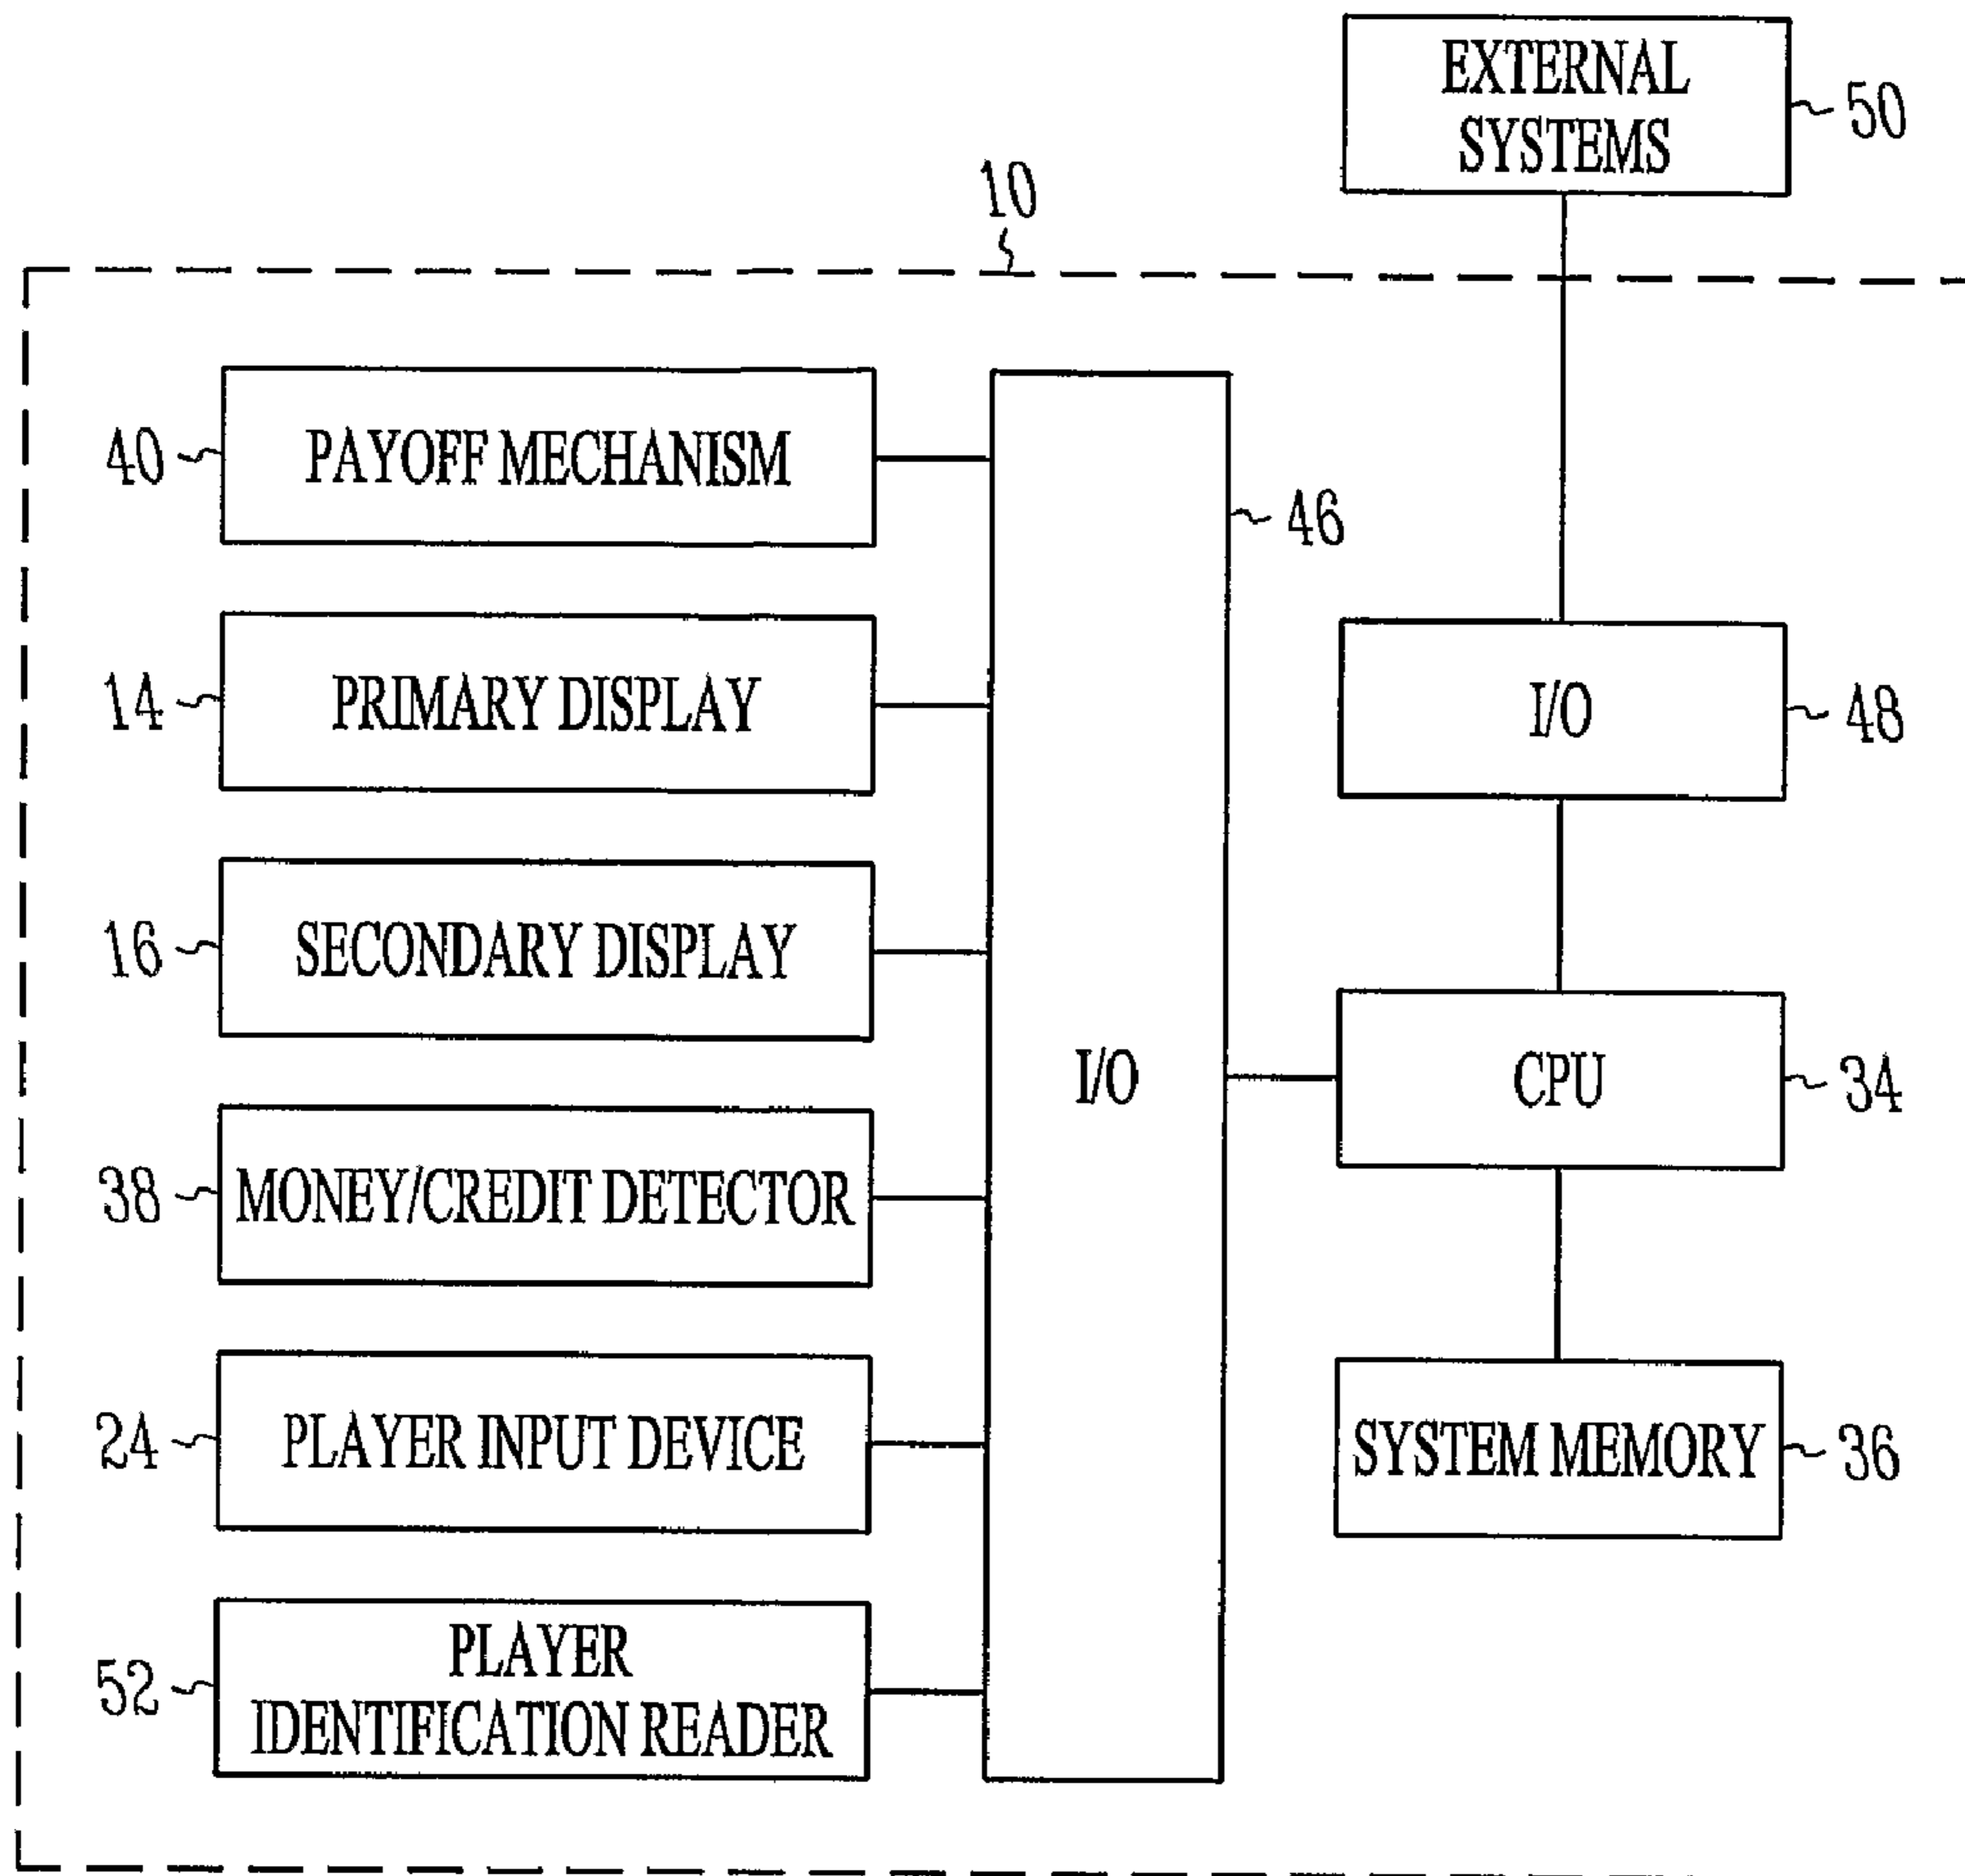 EXTERNAL
SYSTEMS
50
10
40
PAYOFF MECHANISM
46
14
PRIMARY DISPLAY
I/O
48
16
SECONDARY DISPLAY
I/O
CPU
34
38
MONEY/CREDIT DETECTOR
24
PLAYER INPUT DEVICE
SYSTEM MEMORY
36
52
PLAYER
IDENTIFICATION READER